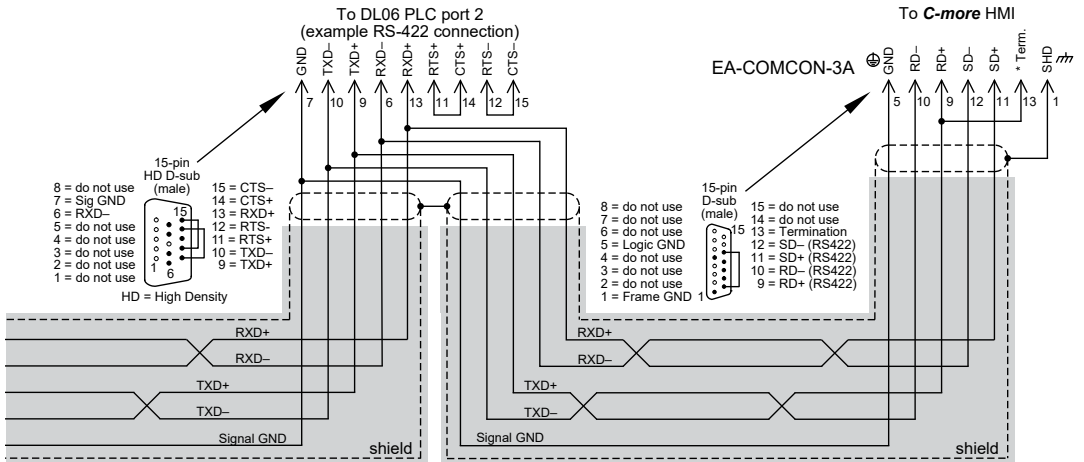 To DL06 PLC port 2
(example RS-422 connection)
GND
TXD–
TXD+
RXD–
RXD+
RTS+
CTS+
RTS–
CTS–
7
10
9
6
13
11
14
12
15
To C-more HMI
EA-COMCON-3A
GND
RD–
RD+
SD–
SD+
* Term.
SHD
5
10
9
12
11
13
1
15-pin
HD D-sub
(male)
8 = do not use
7 = Sig GND
6 = RXD–
5 = do not use
4 = do not use
3 = do not use
2 = do not use
1 = do not use
15
1
6
15 = CTS–
14 = CTS+
13 = RXD+
12 = RTS-
11 = RTS+
10 = TXD–
9 = TXD+
HD = High Density
15-pin
D-sub
(male)
8 = do not use
7 = do not use
6 = do not use
5 = Logic GND
4 = do not use
3 = do not use
2 = do not use
1 = Frame GND
15
1
15 = do not use
14 = do not use
13 = Termination
12 = SD– (RS422)
11 = SD+ (RS422)
10 = RD– (RS422)
9 = RD+ (RS422)
RXD+
RXD–
TXD+
TXD–
Signal GND
shield
RXD+
RXD–
TXD+
TXD–
Signal GND
shield